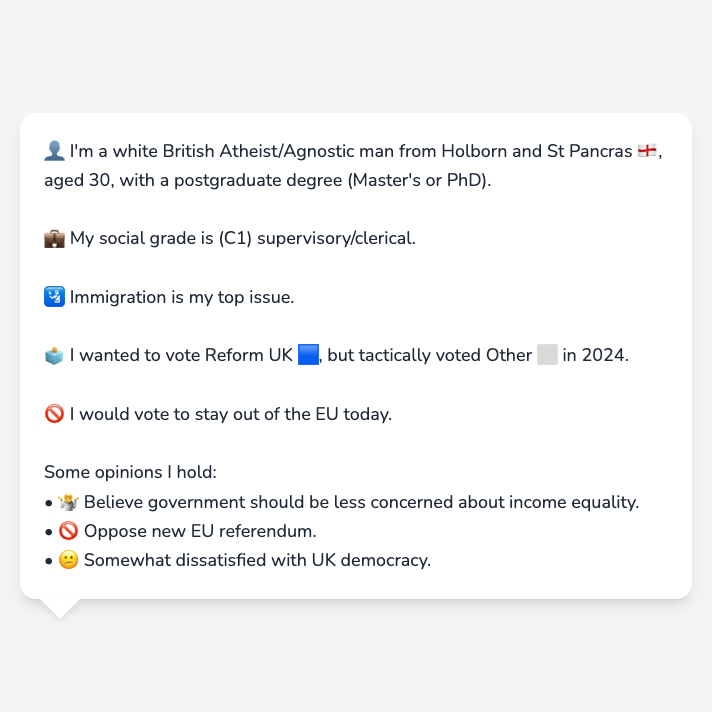 👤 I'm a white British Atheist/Agnostic man from Holborn and St Pancras 🏴󠁧󠁢󠁥󠁮󠁧󠁿,
aged 30, with a postgraduate degree (Master's or PhD).
💼 My social grade is (C1) supervisory/clerical.
🛂 Immigration is my top issue.
🗳️ I wanted to vote Reform UK 🟦, but tactically voted Other ⬜ in 2024.
🚫 I would vote to stay out of the EU today.
Some opinions I hold:
• 🤷 Believe government should be less concerned about income equality.
• 🚫 Oppose new EU referendum.
• 😕 Somewhat dissatisfied with UK democracy.